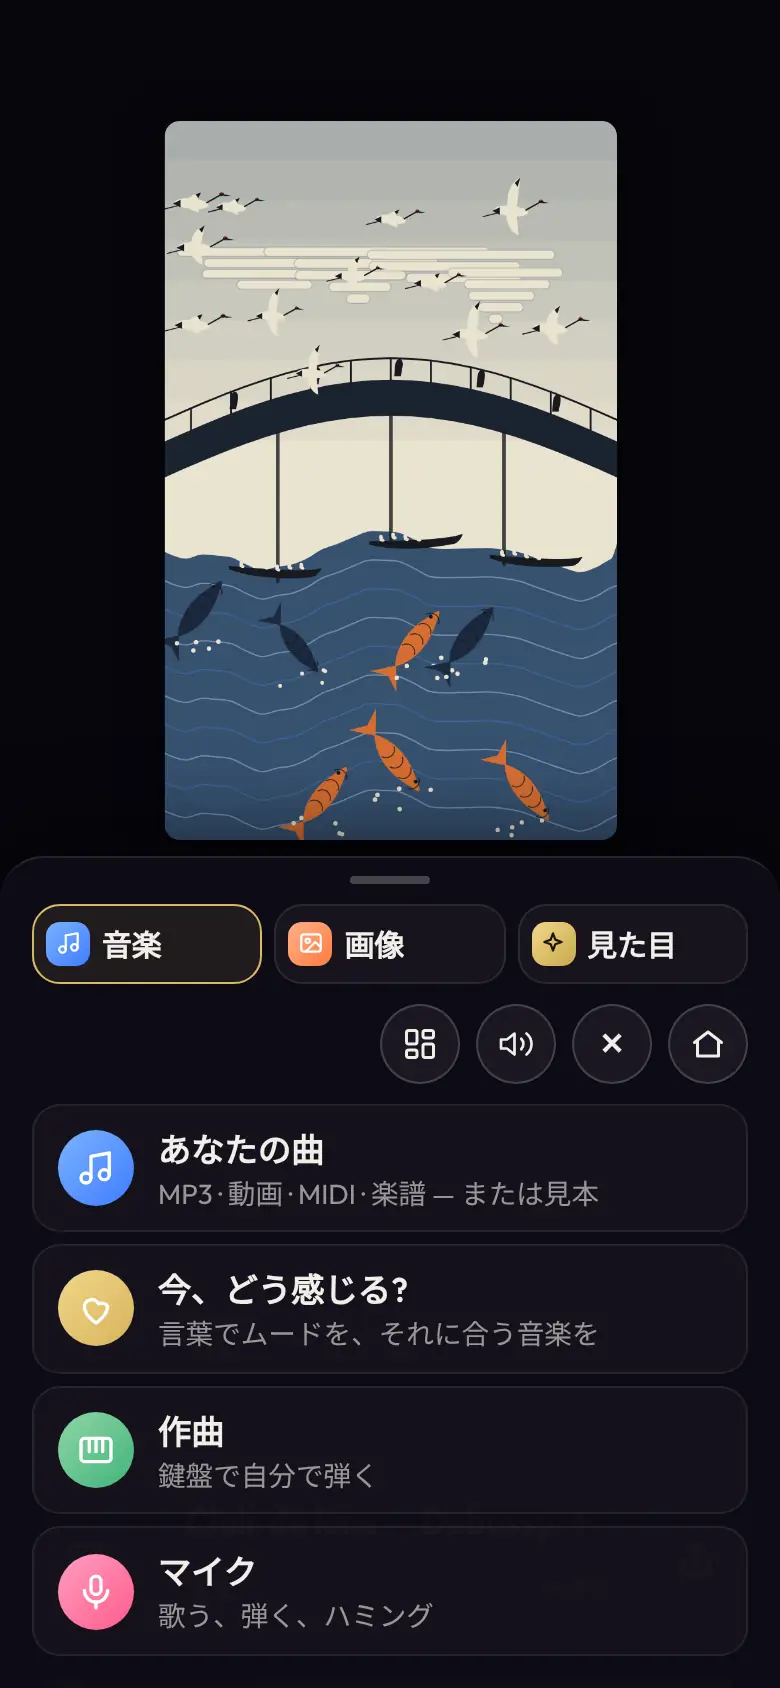 音楽
画像
見た目
あなたの曲
MP3·動画·MIDI·楽譜 — または見本
今、どう感じる?
言葉でムードを、それに合う音楽を
作曲
鍵盤で自分で弾く
マイク
歌う、弾く、ハミング